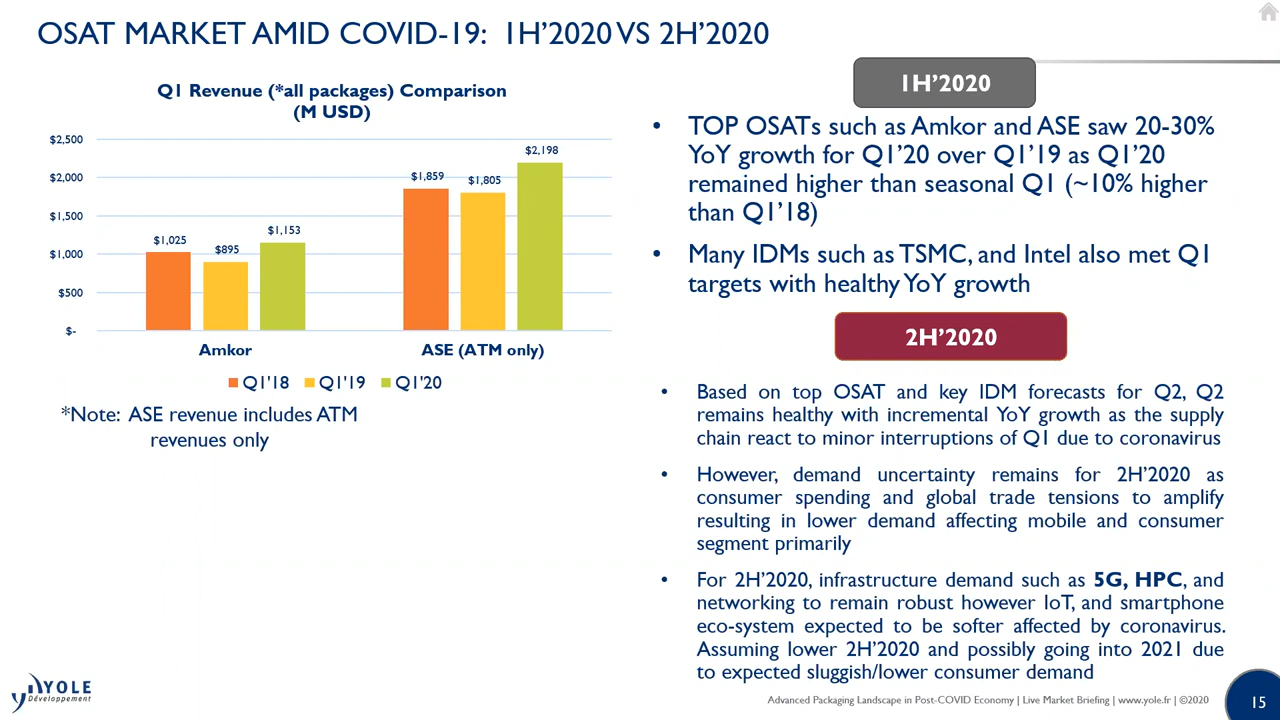 OSAT MARKET AMID COVID-19: 1H'2020 VS 2H'2020
Q1 Revenue (*all packages) Comparison
(M USD)
$2,500
$2,000
$1,500
$1,000
$500
$-
$1,025
$895
$1,153
$1,859
$1,805
$2,198
Amkor
ASE (ATM only)
Q1'18 Q1'19 Q1'20
*Note: ASE revenue includes ATM
revenues only
1H'2020
• TOP OSATs such as Amkor and ASE saw 20-30%
YoY growth for Q1'20 over Q1'19 as Q1'20
remained higher than seasonal Q1 (~10% higher
than Q1'18)
• Many IDMs such as TSMC, and Intel also met Q1
targets with healthy YoY growth
2H'2020
• Based on top OSAT and key IDM forecasts for Q2, Q2
remains healthy with incremental YoY growth as the supply
chain react to minor interruptions of Q1 due to coronavirus
• However, demand uncertainty remains for 2H'2020 as
consumer spending and global trade tensions to amplify
resulting in lower demand affecting mobile and consumer
segment primarily
• For 2H'2020, infrastructure demand such as 5G, HPC, and
networking to remain robust however IoT, and smartphone
eco-system expected to be softer affected by coronavirus.
Assuming lower 2H'2020 and possibly going into 2021 due
to expected sluggish/lower consumer demand
YOLE
Développement
Advanced Packaging Landscape in Post-COVID Economy | Live Market Briefing | www.yole.fr | ©2020
15